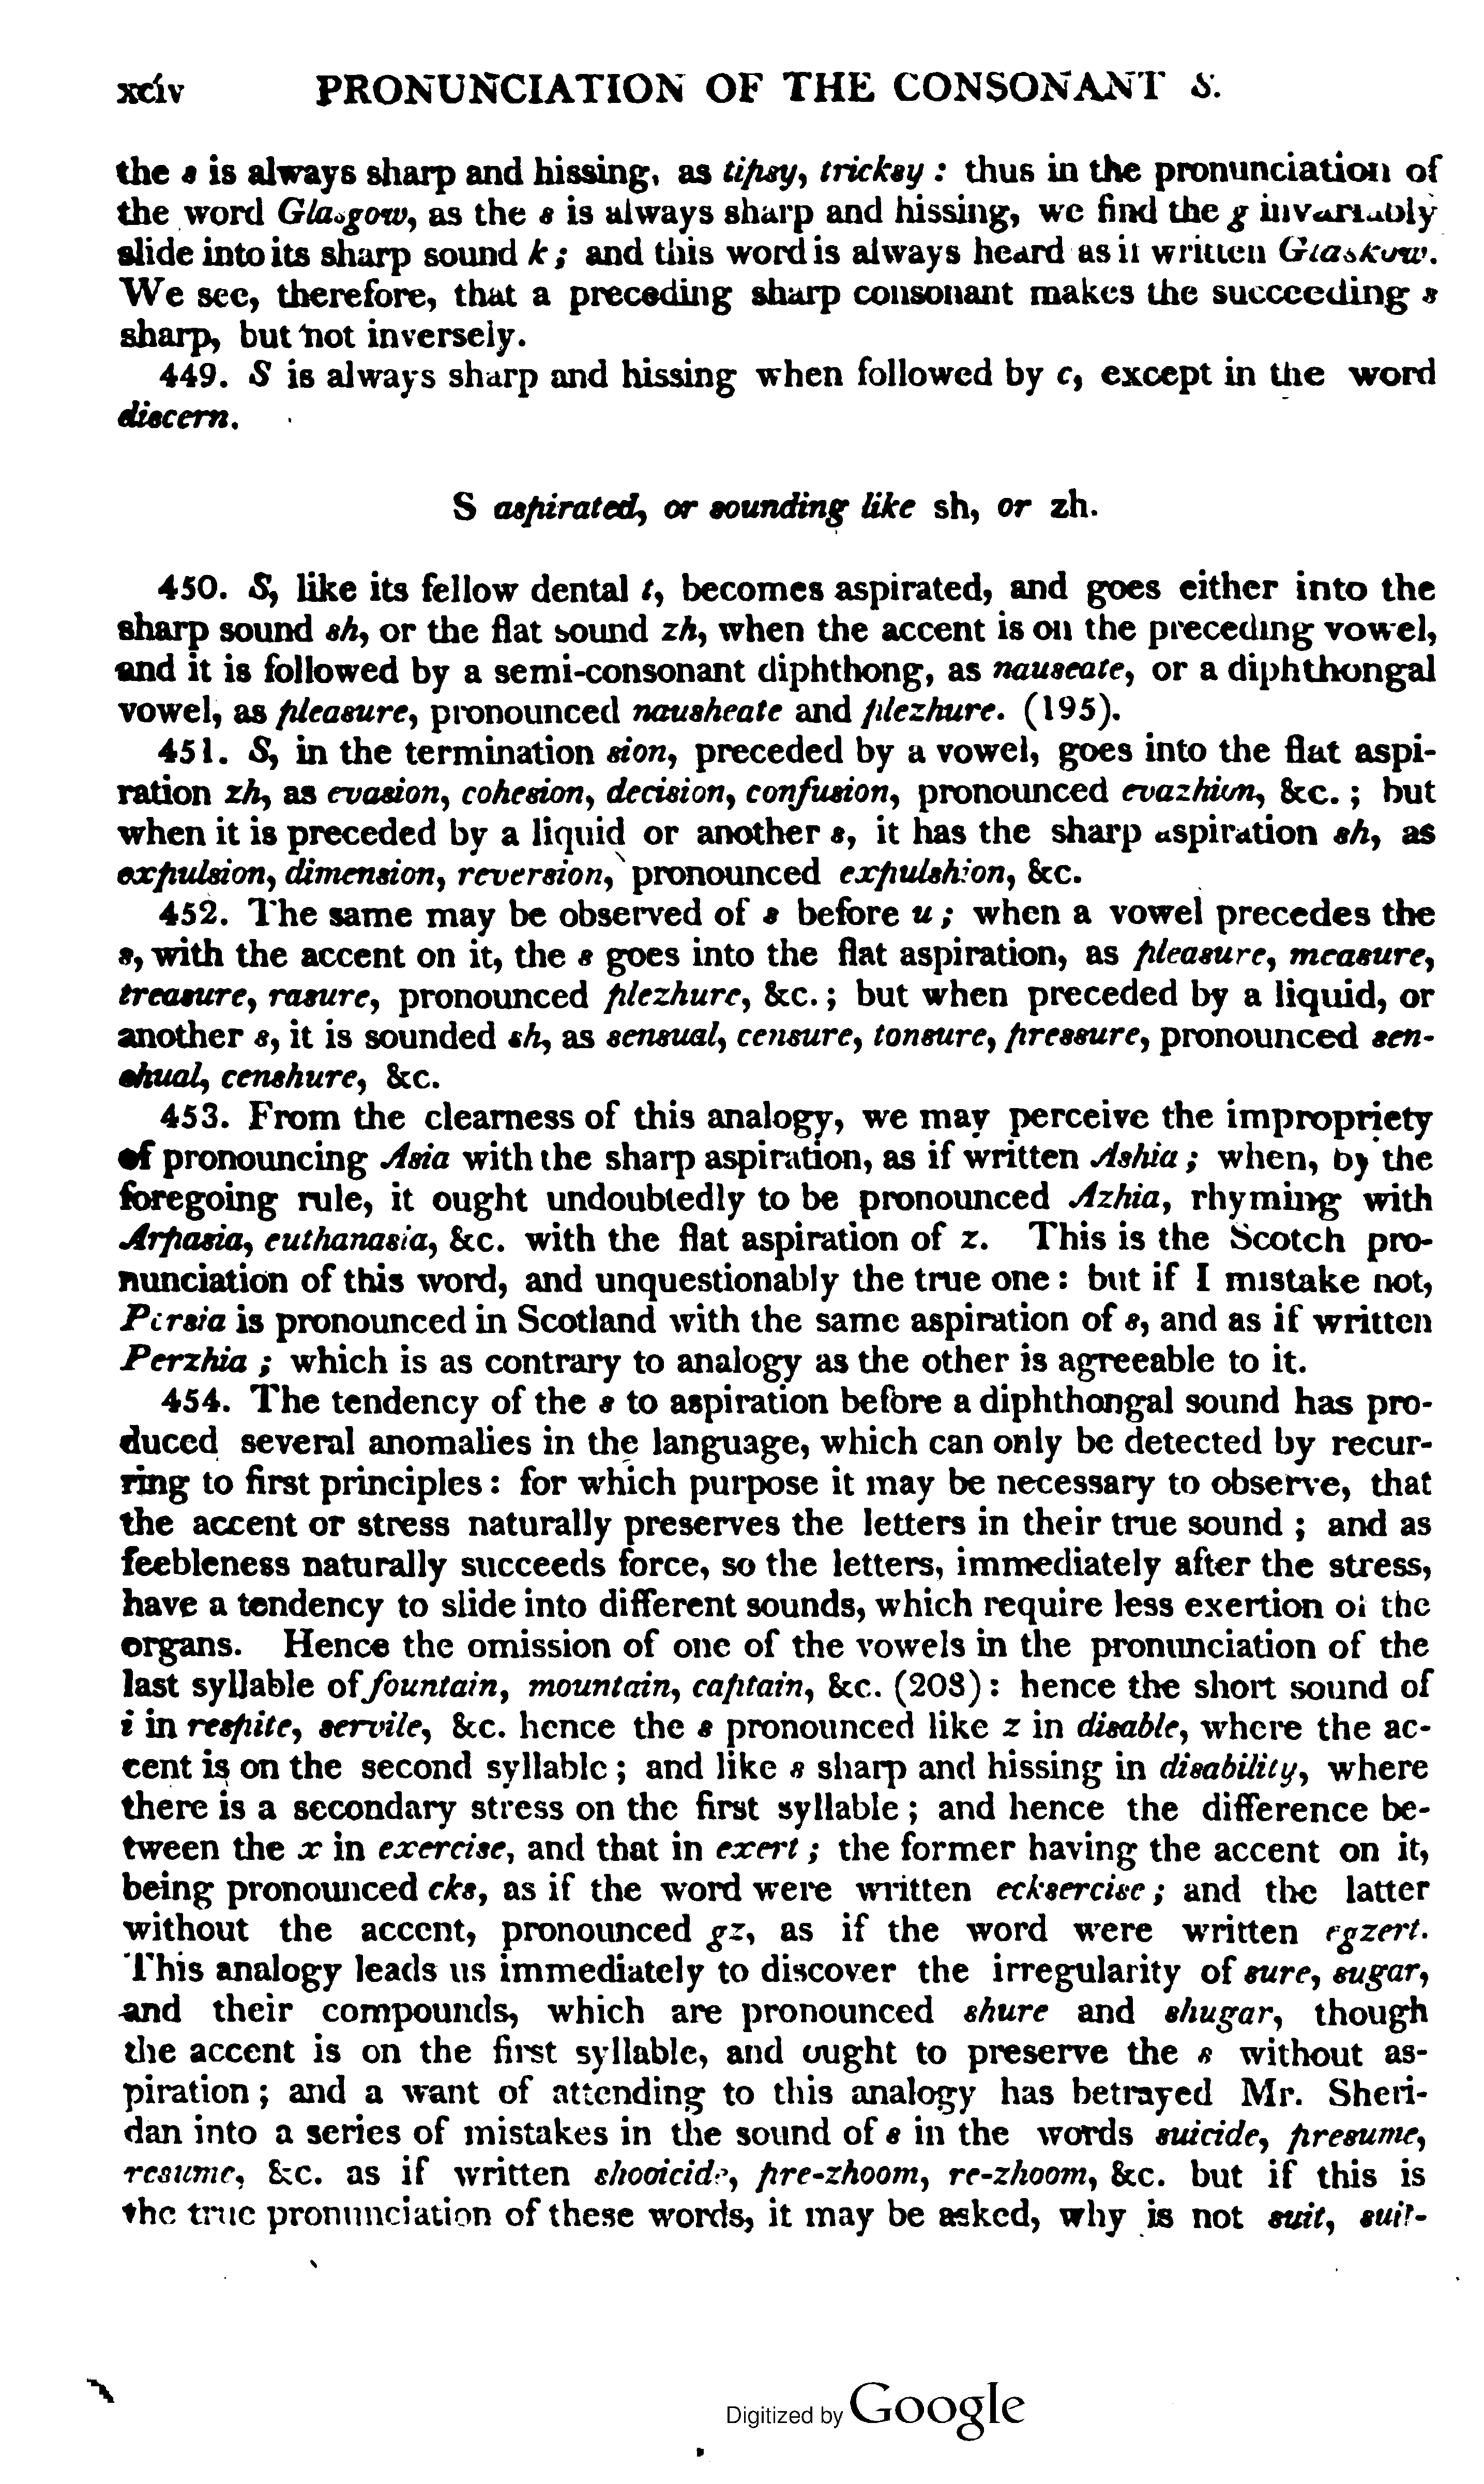 xciv PRONUNCIATION OF THE CONSONANT S.
the s is always sharp and hissing, as tipsy, tricksy : thus in the pronunciation of
the word Glasgow, as the s is always sharp and hissing, we find the g invariably
slide into its sharp sound k ; and this word is always heard as if written Glaskow.
We see, therefore, that a preceding sharp consonant makes the succeeding s
sharp, but not inversely.
449. S is always sharp and hissing when followed by c, except in the word
discern.
S aspirated, or sounding like sh, or zh.
450. S, like its fellow dental t, becomes aspirated, and goes either into the
sharp sound sh, or the flat sound zh, when the accent is on the preceding vowel,
and it is followed by a semi-consonant diphthong, as nauseate, or a diphthongal
vowel, as pleasure, pronounced nausheate and plezhure. (195).
451. S, in the termination sion, preceded by a vowel, goes into the flat aspi-
ration zh, as evasion, cohesion, decision, confusion, pronounced evazhion, &c. ; but
when it is preceded by a liquid or another s, it has the sharp aspiration sh, as
expulsion, dimension, reversion, pronounced expulshion, &c.
452. The same may be observed of s before u ; when a vowel precedes the
s, with the accent on it, the s goes into the flat aspiration, as pleasure, measure,
treasure, rasure, pronounced plezhure, &c. ; but when preceded by a liquid, or
another s, it is sounded sh, as sensual, censure, tonsure, pressure, pronounced sen-
shual, censhure, &c.
453. From the clearness of this analogy, we may perceive the impropriety
of pronouncing Asia with the sharp aspiration, as if written Ashia ; when, by the
foregoing rule, it ought undoubtedly to be pronounced Azhia, rhyming with
Arpasia, euthanasia, &c. with the flat aspiration of z. This is the Scotch pro-
nunciation of this word, and unquestionably the true one : but if I mistake not,
Persia is pronounced in Scotland with the same aspiration of s, and as if written
Perzhia ; which is as contrary to analogy as the other is agreeable to it.
454. The tendency of the s to aspiration before a diphthongal sound has pro-
duced several anomalies in the language, which can only be detected by recur-
ring to first principles : for which purpose it may be necessary to observe, that
the accent or stress naturally preserves the letters in their true sound ; and as
feebleness naturally succeeds force, so the letters, immediately after the stress,
have a tendency to slide into different sounds, which require less exertion of the
organs. Hence the omission of one of the vowels in the pronunciation of the
last syllable of fountain, mountain, captain, &c. (208) : hence the short sound of
i in respite, servile, &c. hence the s pronounced like z in disable, where the ac-
cent is on the second syllable ; and like s sharp and hissing in disability, where
there is a secondary stress on the first syllable ; and hence the difference be-
tween the x in exercise, and that in exert ; the former having the accent on it,
being pronounced cks, as if the word were written ecksercise ; and the latter
without the accent, pronounced gz, as if the word were written egzert.
This analogy leads us immediately to discover the irregularity of sure, sugar,
and their compounds, which are pronounced shure and shugar, though
the accent is on the first syllable, and ought to preserve the s without as-
piration ; and a want of attending to this analogy has betrayed Mr. Sheri-
dan into a series of mistakes in the sound of s in the words suicide, presume,
resume, &c. as if written shooicide, pre-zhoom, re-zhoom, &c. but if this is
the true pronunciation of these words, it may be asked, why is not suit, suit-
Digitized by Google